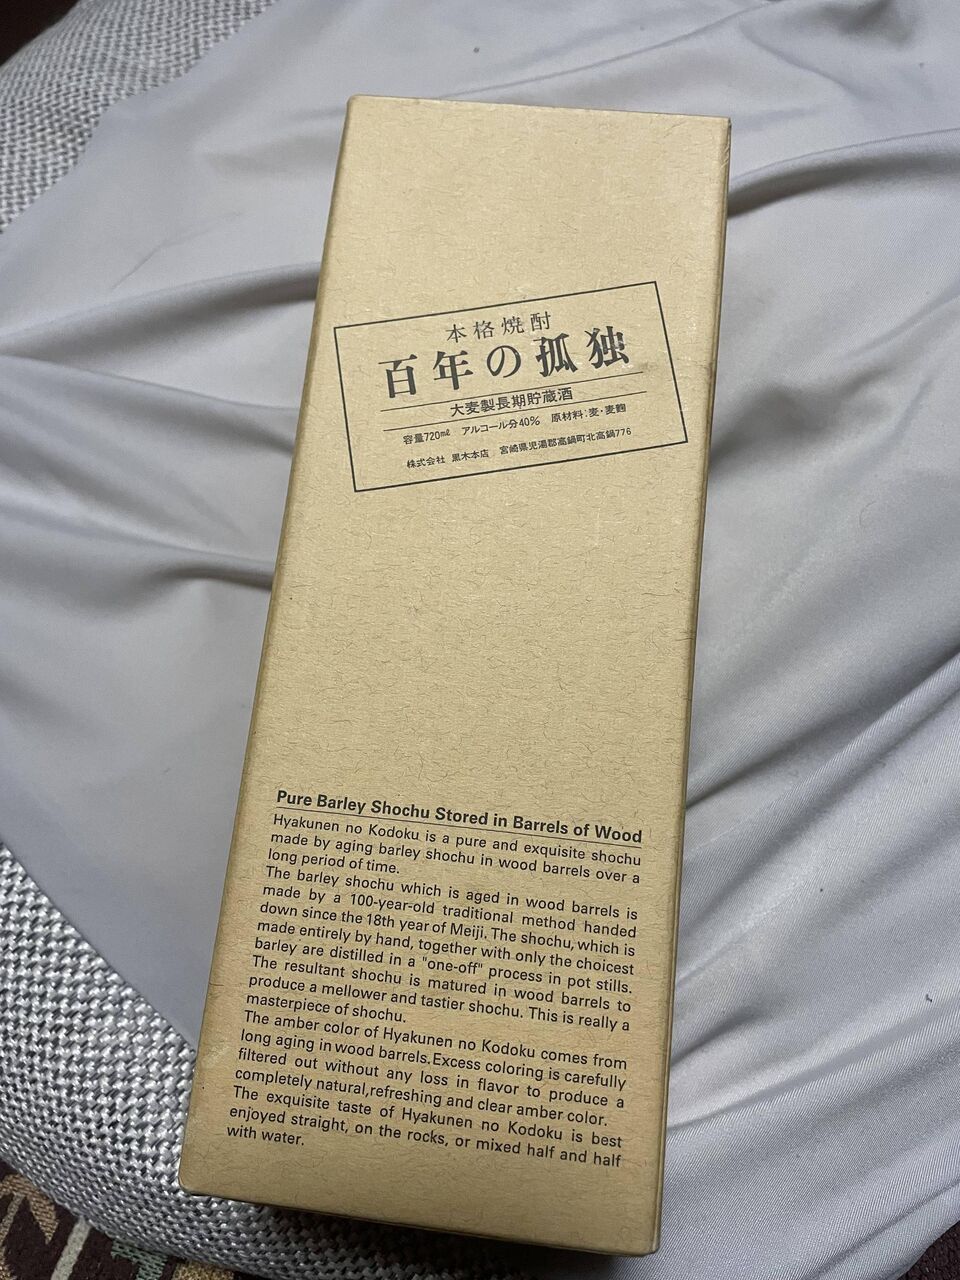 本格焼酎
百年の孤独
大麦製長期貯蔵酒
容量720㎖ アルコール分40% 原材料:麦・麦麹
株式会社 黒木本店 宮崎県児湯郡高鍋町北高鍋776
Pure Barley Shochu Stored in Barrels of Wood
Hyakunen no Kodoku is a pure and exquisite shochu
made by aging barley shochu in wood barrels over a
long period of time.
The barley shochu which is aged in wood barrels is
made by a 100-year-old traditional method handed
down since the 18th year of Meiji. The shochu, which is
made entirely by hand, together with only the choicest
barley are distilled in a "one-off" process in pot stills.
The resultant shochu is matured in wood barrels to
produce a mellower and tastier shochu. This is really a
masterpiece of shochu.
The amber color of Hyakunen no Kodoku comes from
long aging in wood barrels. Excess coloring is carefully
filtered out without any loss in flavor to produce a
completely natural, refreshing and clear amber color.
The exquisite taste of Hyakunen no Kodoku is best
enjoyed straight, on the rocks, or mixed half and half
with water.